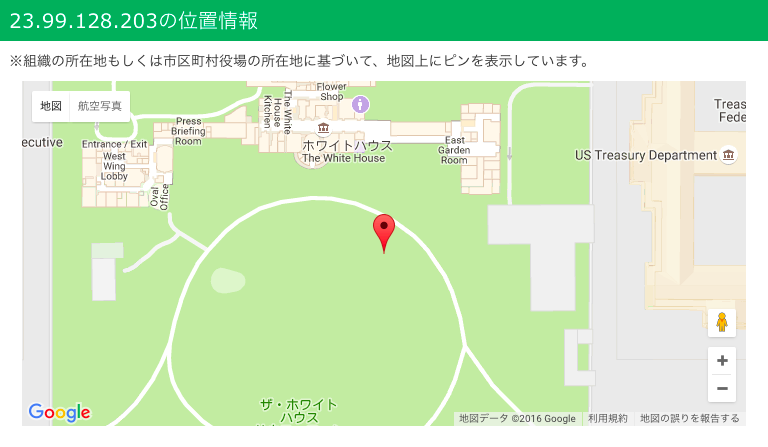 23.99.128.203の位置情報
※組織の所在地もしくは市区町村役場の所在地に基づいて、地図上にピンを表示しています。
地図 航空写真
Flower
Shop
The White
House
Kitchen
Press
Briefing
Room
ecutive
Entrance / Exit
West
Wing
Lobby
Oval
Office
ホワイトハウス
The White House
East
Garden
Room
Treas
Fede
US Treasury Department
ザ・ホワイト
ハウス
Google
地図データ ©2016 Google 利用規約 地図の誤りを報告する